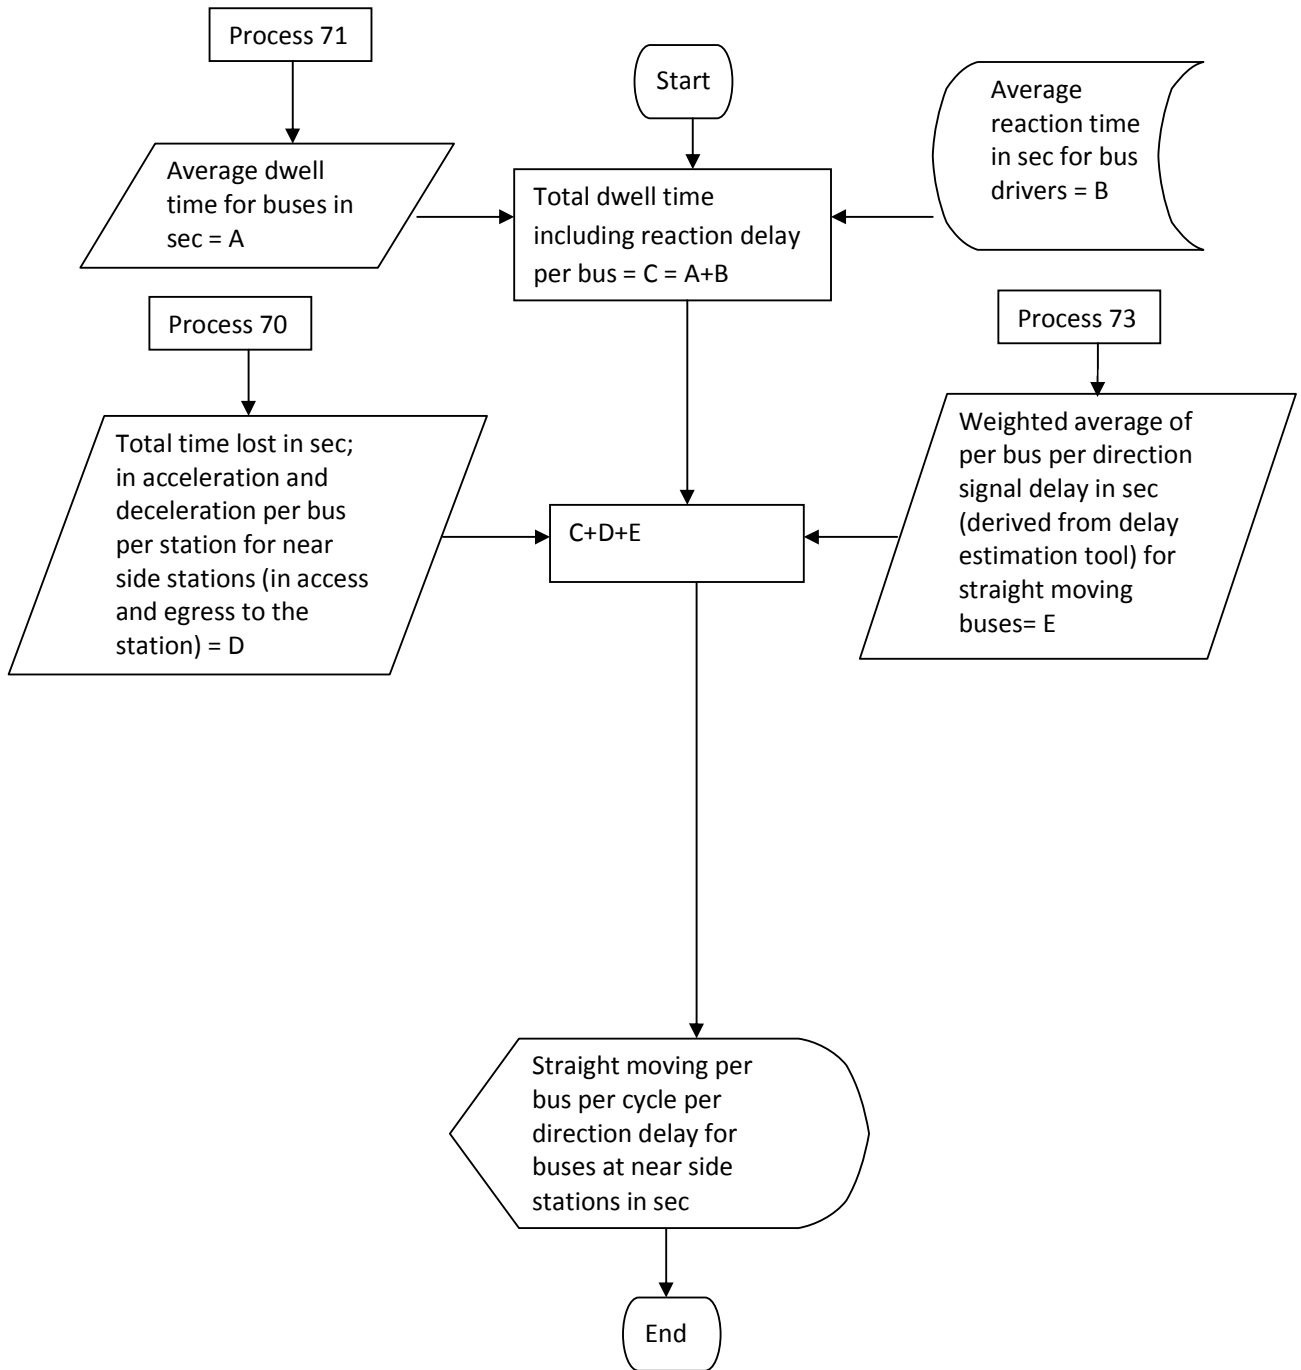 Process 71
Start
Average
reaction time
in sec for bus
drivers = B
Average dwell
time for buses in
sec = A
Total dwell time
including reaction delay
per bus = C = A+B
Process 70
Process 73
Total time lost in sec;
in acceleration and
deceleration per bus
per station for near
side stations (in access
and egress to the
station) = D
C+D+E
Weighted average of
per bus per direction
signal delay in sec
(derived from delay
estimation tool) for
straight moving
buses= E
Straight moving per
bus per cycle per
direction delay for
buses at near side
stations in sec
End